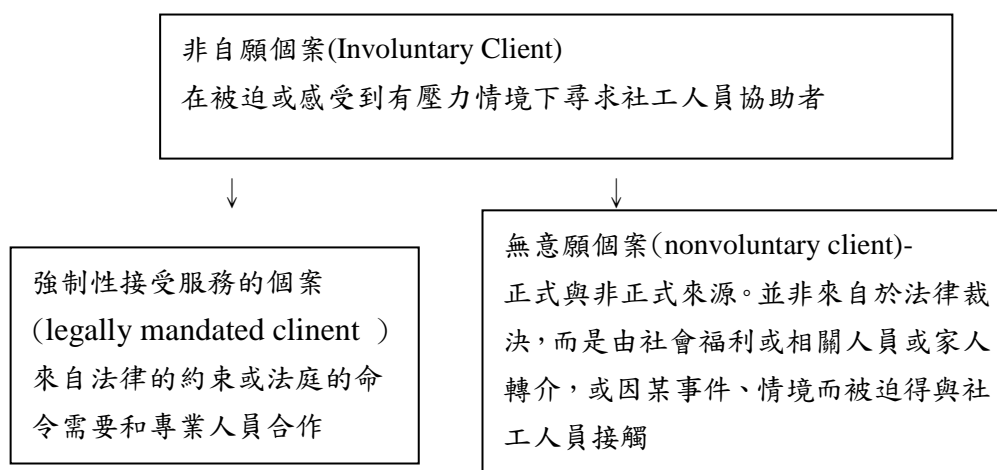 非自願個案(Involuntary Client)
在被迫或感受到有壓力情境下尋求社工人員協助者
↓
↓
強制性接受服務的個案
(legally mandated clinent )
來自法律的約束或法庭的命
令需要和專業人員合作
無意願個案(nonvoluntary client)-
正式與非正式來源。並非來自於法律裁
決，而是由社會福利或相關人員或家人
轉介，或因某事件、情境而被迫得與社
工人員接觸